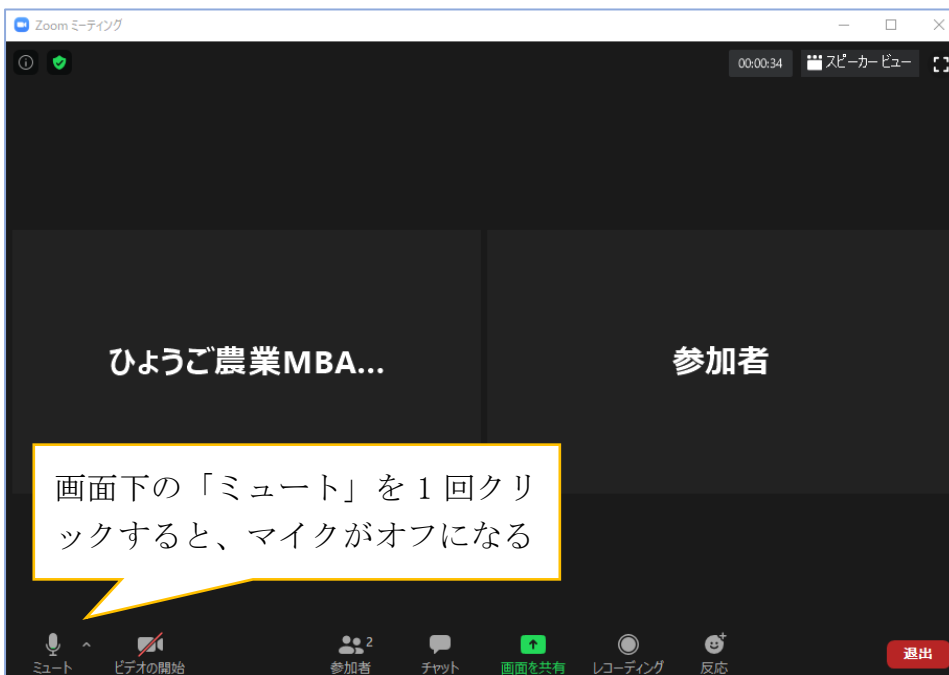 Zoom ミーティング
00:00:34 スピーカー ビュー
ひょうご農業MBA...
参加者
画面下の「ミュート」を1回クリ
ックすると、マイクがオフになる
ミュート ビデオの開始 参加者 2 チャット 画面を共有 レコーディング 反応 退出